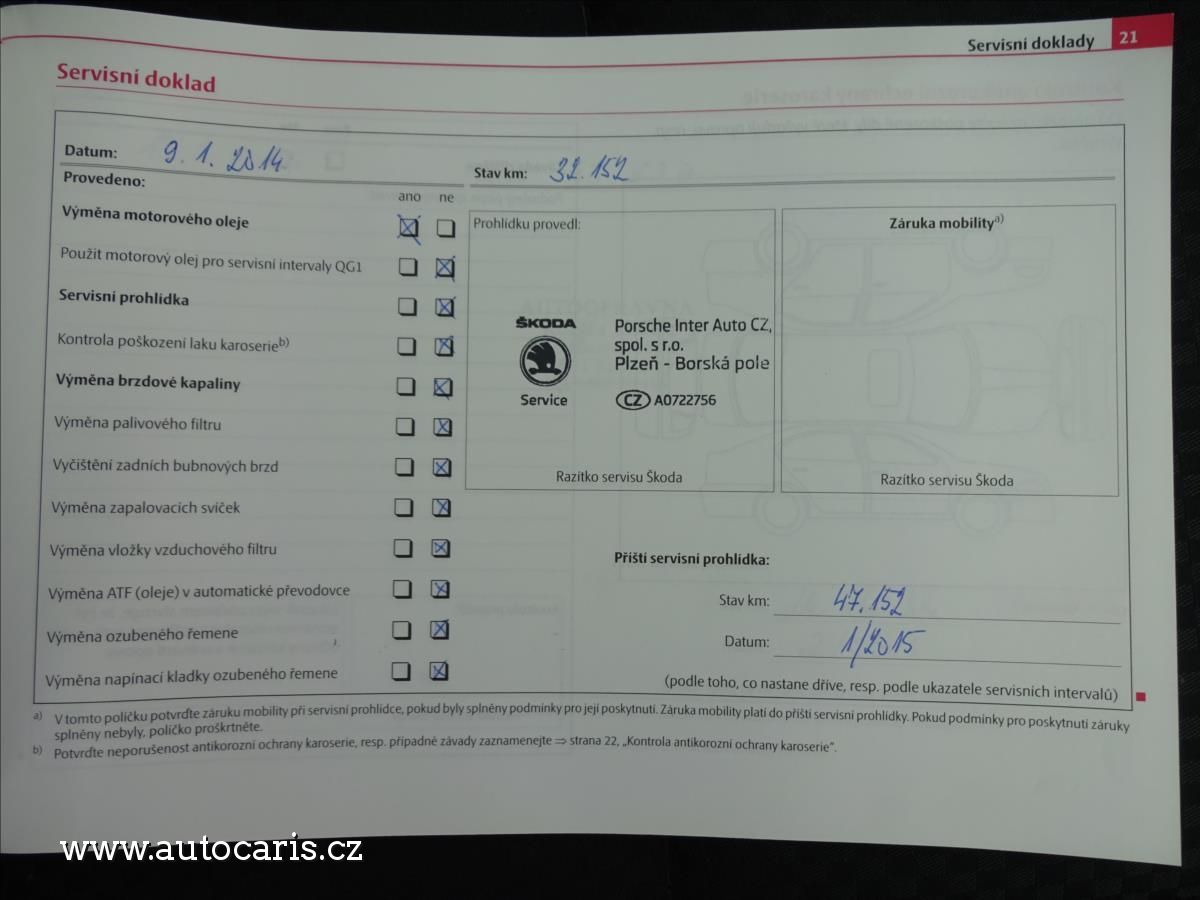 Servisní doklady 21
Servisní doklad
Datum: 9. 1. 2014
Stav km: 32.152
Provedeno:
ano ne
Výměna motorového oleje
Použit motorový olej pro servisní intervaly QG1
Servisní prohlídka
Kontrola poškození laku karoserieb)
Výměna brzdové kapaliny
Výměna palivového filtru
Vyčištění zadních bubnových brzd
Výměna zapalovacích svíček
Výměna vložky vzduchového filtru
Výměna ATF (oleje) v automatické převodovce
Výměna ozubeného řemene
Výměna napínací kladky ozubeného řemene
Prohlídku provedl:
ŠKODA
Service
Porsche Inter Auto CZ,
spol. s r.o.
Plzeň - Borská pole
CZ A0722756
Razítko servisu Škoda
Záruka mobilitya)
Razítko servisu Škoda
Příští servisní prohlídka:
Stav km: 47.152
Datum: 1/2015
(podle toho, co nastane dříve, resp. podle ukazatele servisních intervalů)
a) V tomto políčku potvrďte záruku mobility při servisní prohlídce, pokud byly splněny podmínky pro její poskytnutí. Záruka mobility platí do příští servisní prohlídky. Pokud podmínky pro poskytnutí záruky
splněny nebyly, políčko proškrtněte.
b) Potvrďte neporušenost antikorozní ochrany karoserie, resp. případné závady zaznamenejte ⇒ strana 22, „Kontrola antikorozní ochrany karoserie“.
www.autocaris.cz